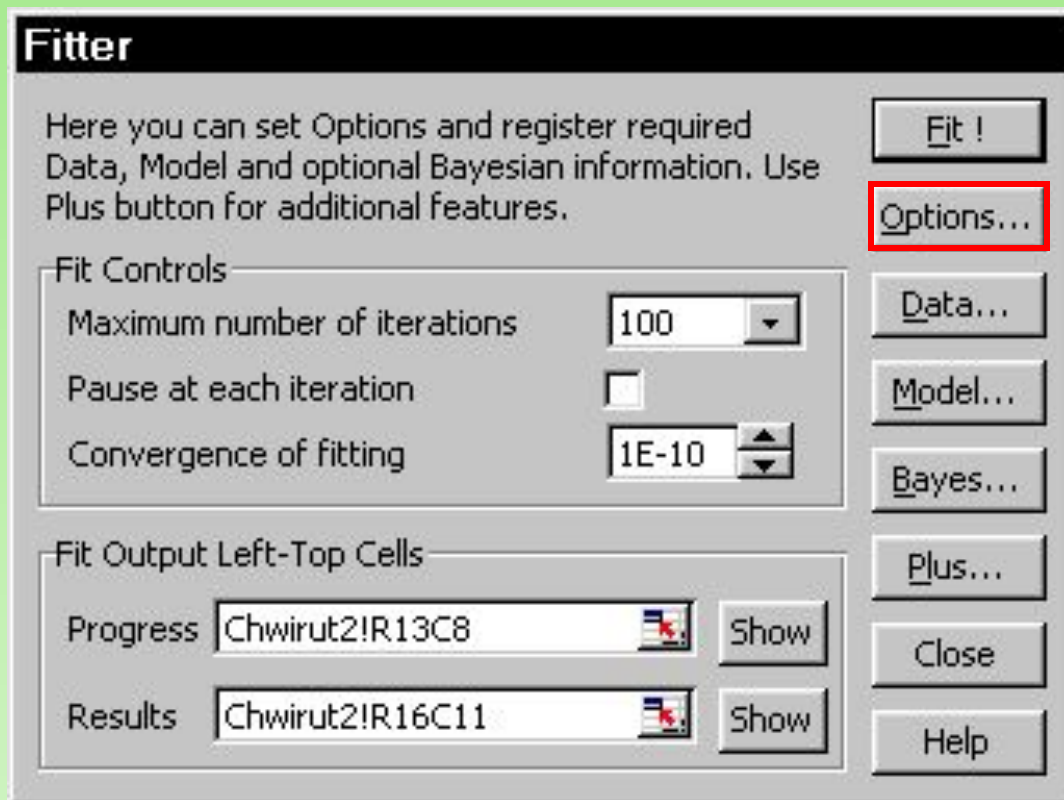 Fitter
Here you can set Options and register required
Data, Model and optional Bayesian information. Use
Plus button for additional features.
Fit Controls
Maximum number of iterations 100
Pause at each iteration
Convergence of fitting 1E-10
Fit Output Left-Top Cells
Progress Chwirut2!R13C8 Show
Results Chwirut2!R16C11 Show
Fit !
Options...
Data...
Model...
Bayes...
Plus...
Close
Help